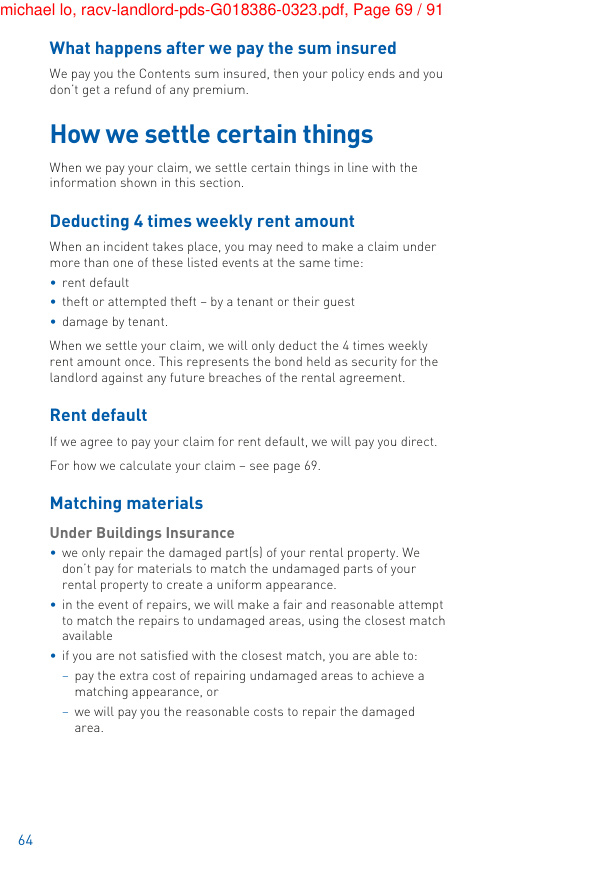 michael lo, racv-landlord-pds-G018386-0323.pdf, Page 69 / 91
What happens after we pay the sum insured
We pay you the Contents sum insured, then your policy ends and you
don't get a refund of any premium.
How we settle certain things
When we pay your claim, we settle certain things in line with the
information shown in this section.
Deducting 4 times weekly rent amount
When an incident takes place, you may need to make a claim under
more than one of these listed events at the same time:
• rent default
• theft or attempted theft – by a tenant or their guest
• damage by tenant.
When we settle your claim, we will only deduct the 4 times weekly
rent amount once. This represents the bond held as security for the
landlord against any future breaches of the rental agreement.
Rent default
If we agree to pay your claim for rent default, we will pay you direct.
For how we calculate your claim – see page 69.
Matching materials
Under Buildings Insurance
• we only repair the damaged part(s) of your rental property. We
don't pay for materials to match the undamaged parts of your
rental property to create a uniform appearance.
• in the event of repairs, we will make a fair and reasonable attempt
to match the repairs to undamaged areas, using the closest match
available
• if you are not satisfied with the closest match, you are able to:
– pay the extra cost of repairing undamaged areas to achieve a
matching appearance, or
– we will pay you the reasonable costs to repair the damaged
area.
64